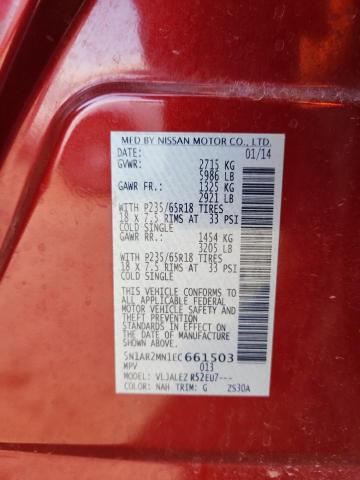 MFD BY NISSAN MOTOR CO., LTD.
DATE: 01/14
GVWR: 2715 KG
5986 LB
GAWR FR.: 1325 KG
2921 LB
WITH P235/65R18 TIRES
18 X 7.5 RIMS AT 33 PSI
COLD SINGLE
GAWR RR.: 1454 KG
3205 LB
WITH P235/65R18 TIRES
18 X 7.5 RIMS AT 33 PSI
COLD SINGLE
THIS VEHICLE CONFORMS TO
ALL APPLICABLE FEDERAL
MOTOR VEHICLE SAFETY
STANDARDS IN EFFECT ON
THE DATE OF MANUFACTURE
SHOWN ABOVE.
5N1AR2MN1EC661503
MPV 013
MODEL: VLJALEZ R52EU7---
COLOR: NAH TRIM: G ZS30A